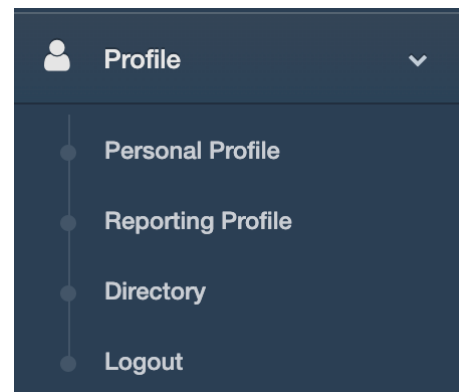 Profile
Personal Profile
Reporting Profile
Directory
Logout